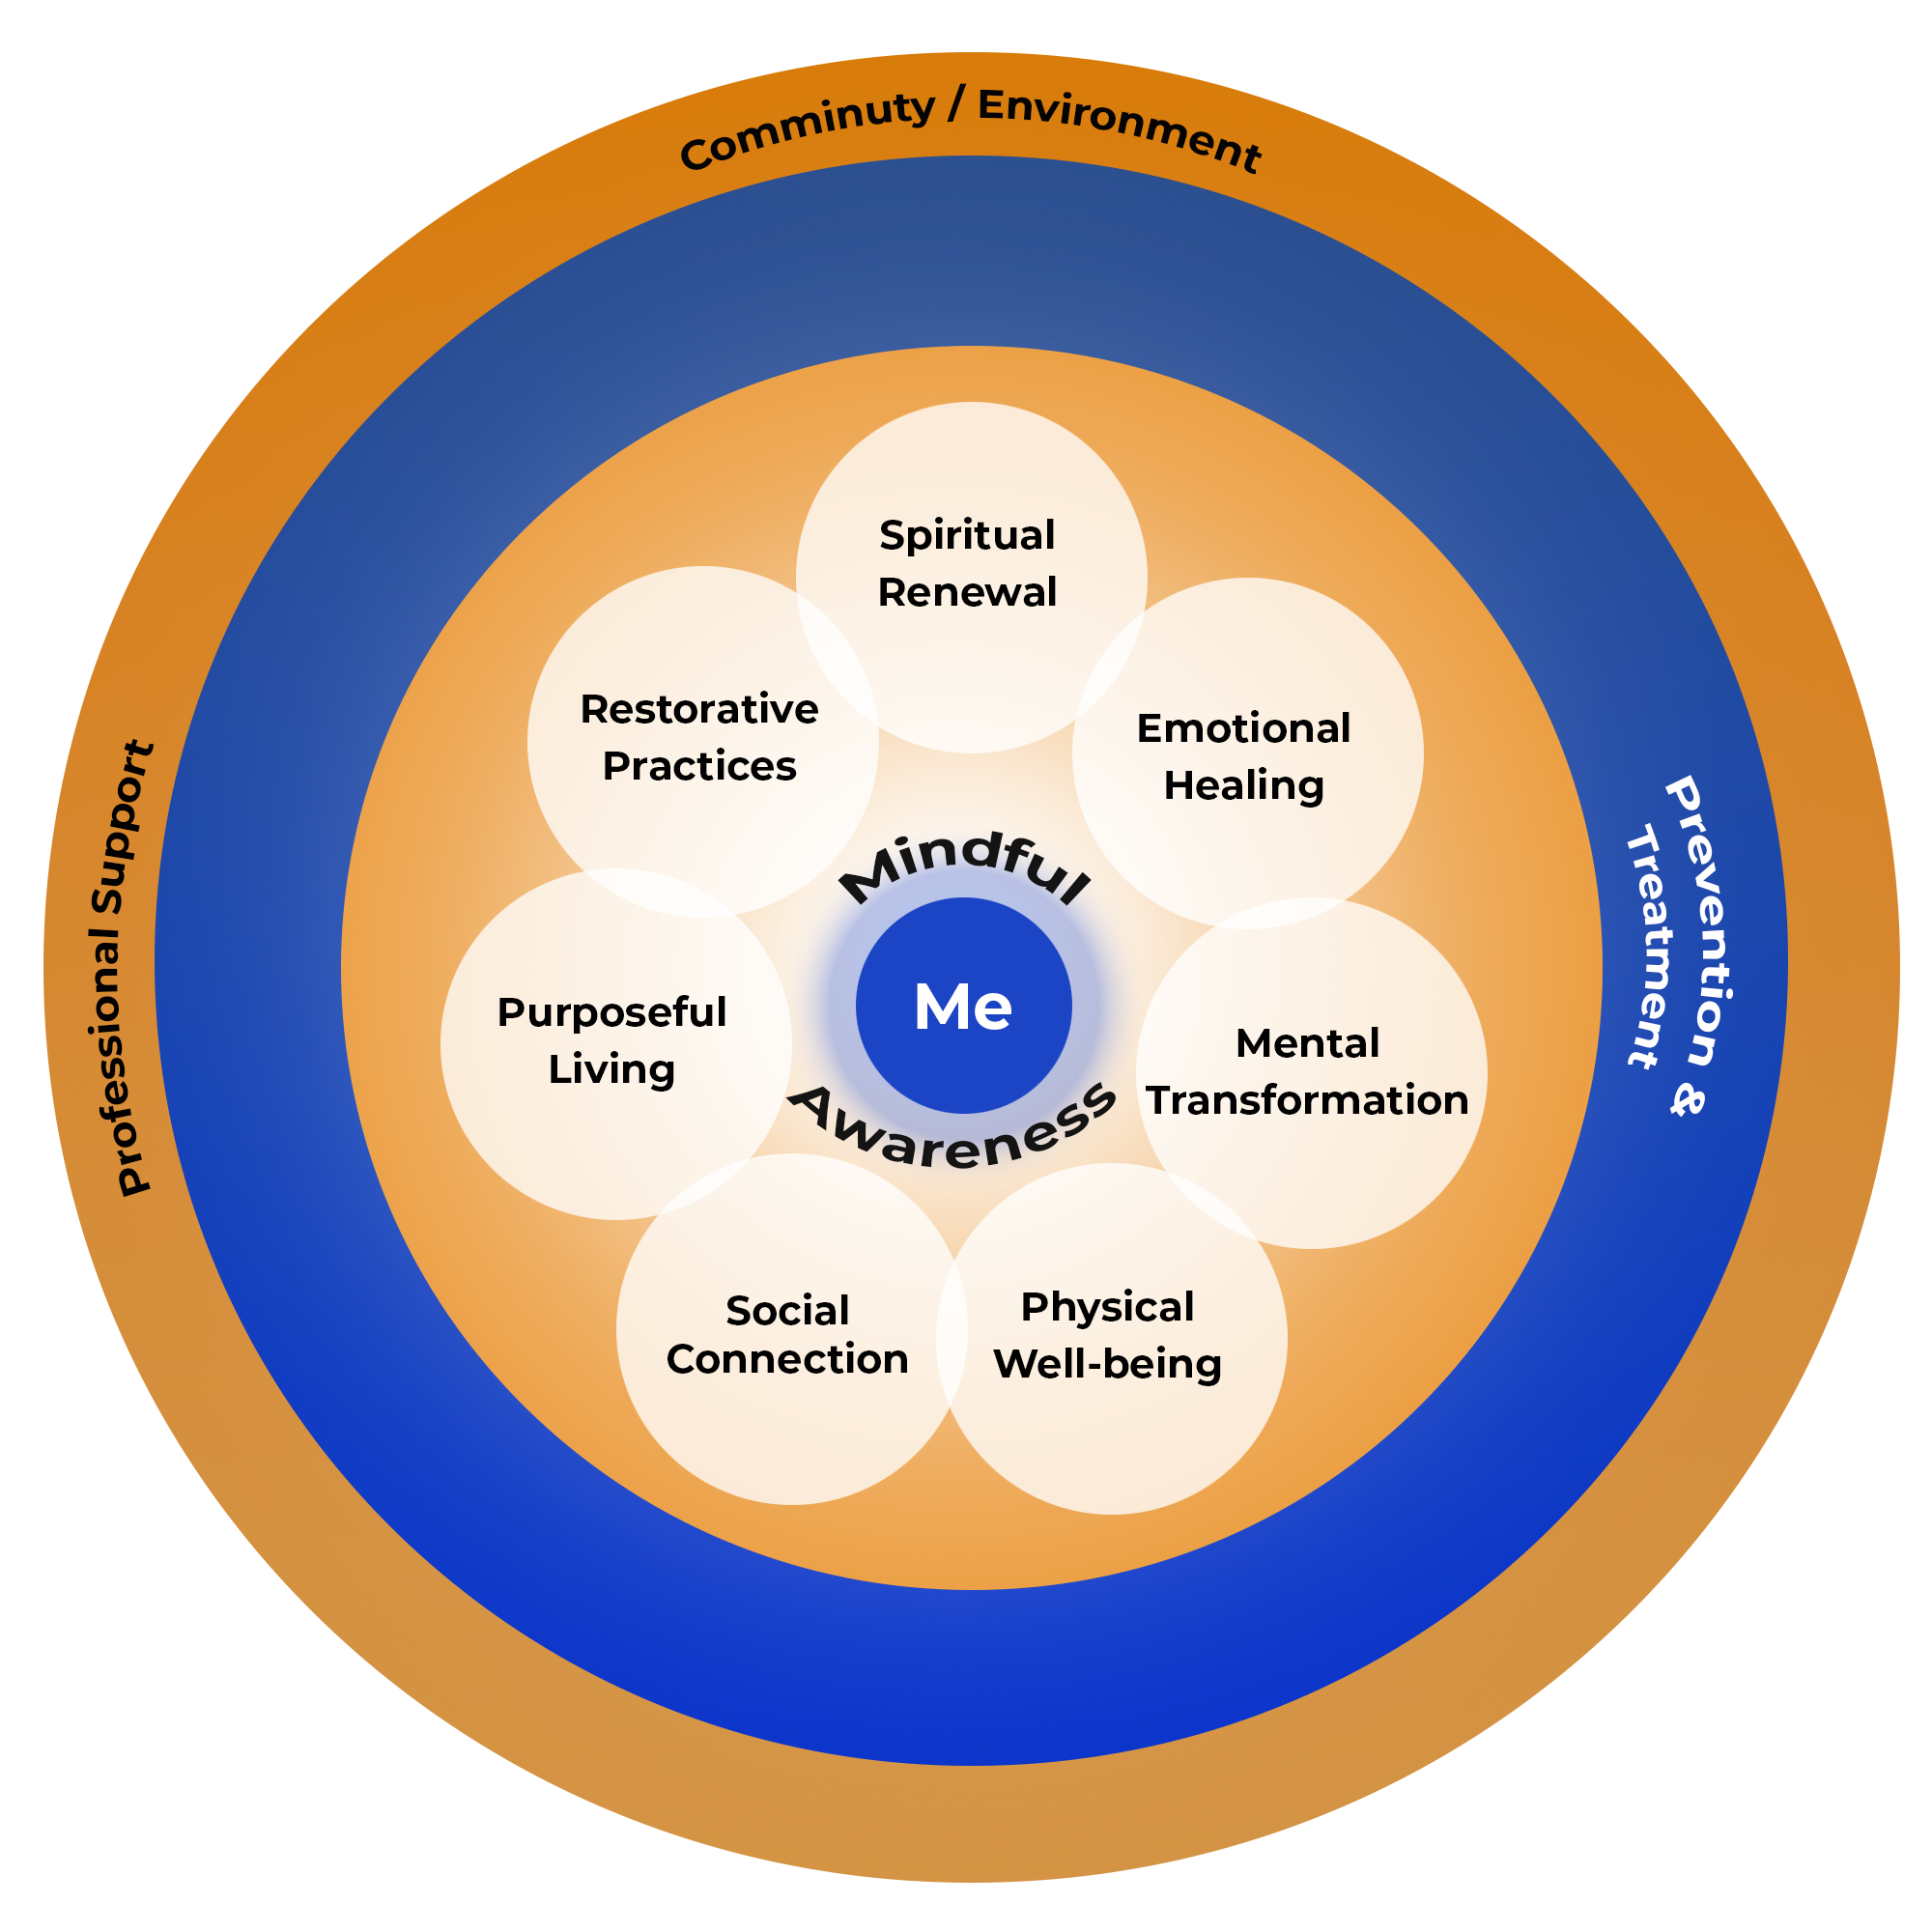 Comminuty / Environment
Professional Support
Prevention &
Treatment
Spiritual
Renewal
Restorative
Practices
Emotional
Healing
Mindful
Me
Awareness
Purposeful
Living
Mental
Transformation
Social
Connection
Physical
Well-being